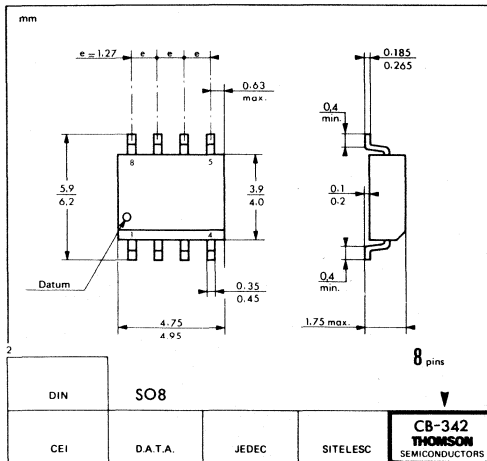 mm
e = 1.27 e e e
0.63
max.
0.185
0.265
0,4
min.
8 5
5.9
6.2
3.9
4.0
0.1
0.2
1 4
Datum
0.35
0.45
0,4
min.
4.75
4.95
1.75 max.
2
8 pins
DIN SO8
CEI D.A.T.A. JEDEC SITELESC
CB-342
THOMSON
SEMICONDUCTORS